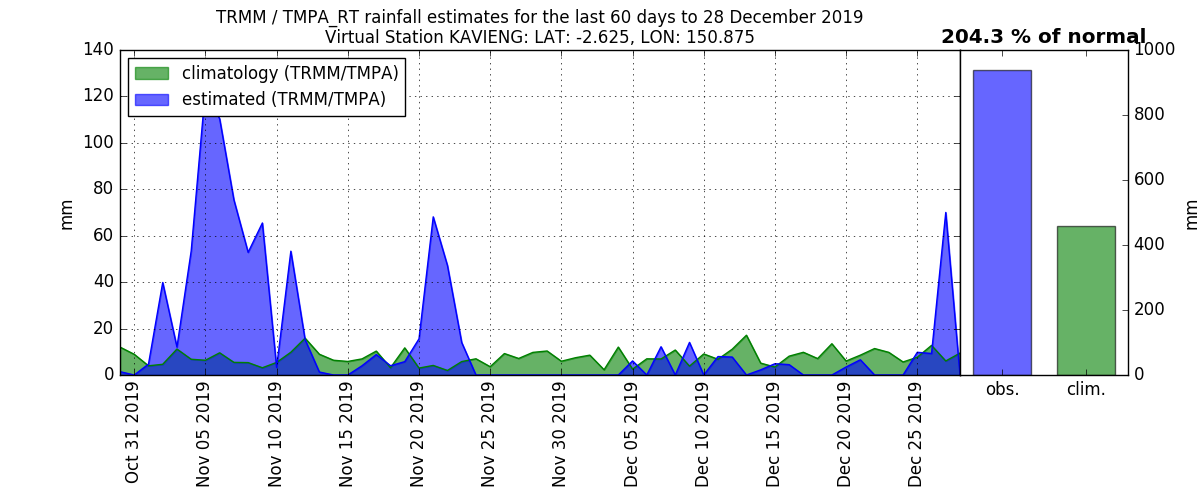 TRMM / TMPA_RT rainfall estimates for the last 60 days to 28 December 2019
Virtual Station KAVIENG: LAT: -2.625, LON: 150.875
204.3 % of normal
climatology (TRMM/TMPA)
estimated (TRMM/TMPA)
mm
140
120
100
80
60
40
20
0
Oct 31 2019
Nov 05 2019
Nov 10 2019
Nov 15 2019
Nov 20 2019
Nov 25 2019
Nov 30 2019
Dec 05 2019
Dec 10 2019
Dec 15 2019
Dec 20 2019
Dec 25 2019
1000
800
600
400
200
0
mm
obs.
clim.